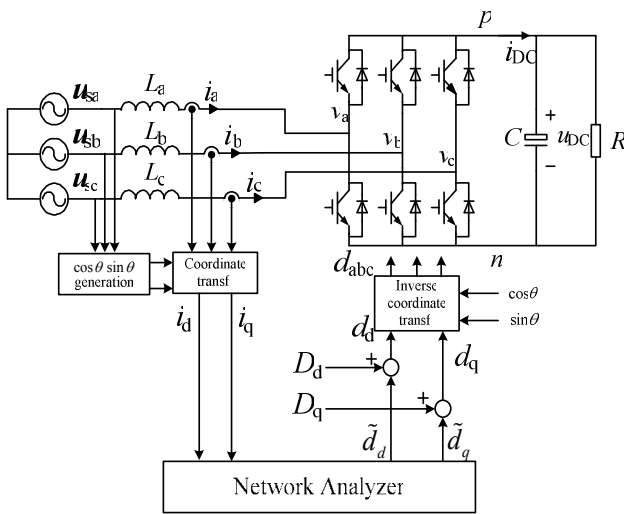 p
i_DC
u_sa
L_a
i_a
v_a
u_sb
L_b
i_b
v_b
C
+
u_DC
−
R
u_sc
L_c
i_c
v_c
cosθ sinθ
generation
Coordinate
transf
d_abc
n
Inverse
coordinate
transf
cosθ
sinθ
i_d
i_q
d_d
d_q
D_d
+
D_q
+
d̃_d
d̃_q
Network Analyzer